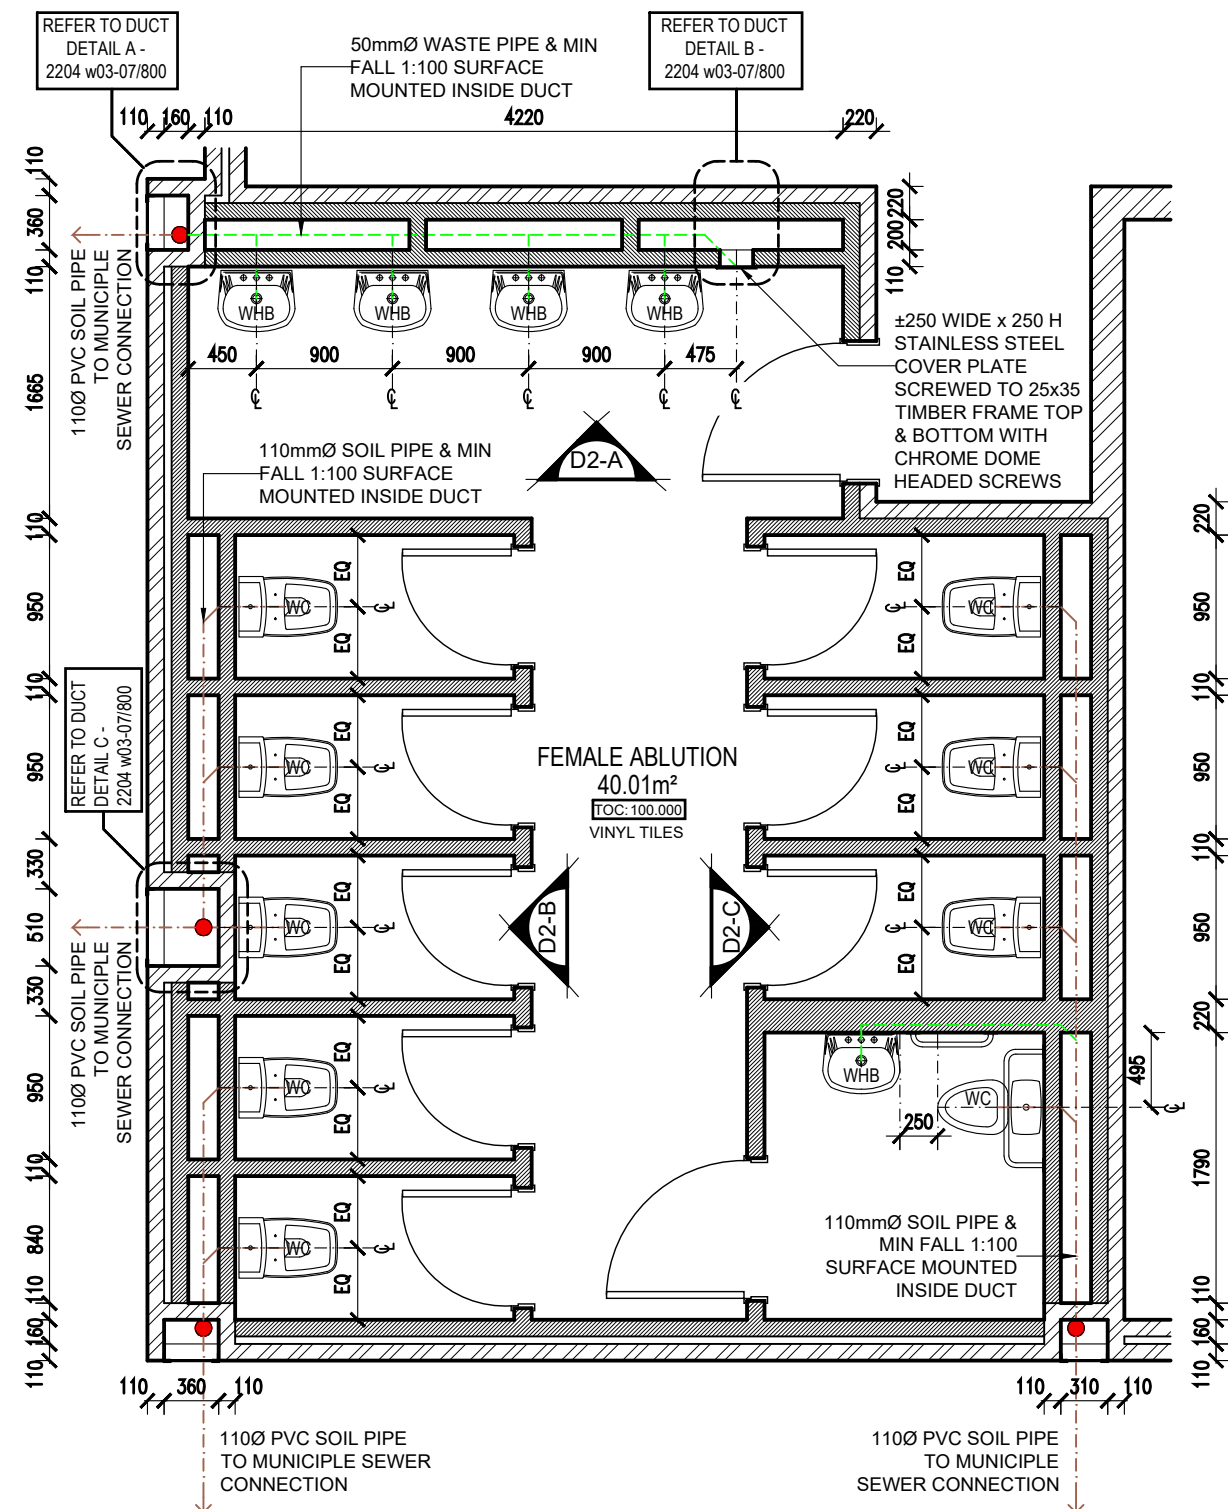 REFER TO DUCT
DETAIL A -
2204 w03-07/800
50mmØ WASTE PIPE & MIN
FALL 1:100 SURFACE
MOUNTED INSIDE DUCT
REFER TO DUCT
DETAIL B -
2204 w03-07/800
110 160 110 4220 220
110
360
110
1665
110
950
110
950
330
510
330
950
110
840
110
160
110
110Ø PVC SOIL PIPE
TO MUNICIPLE
SEWER CONNECTION
WHB WHB WHB WHB
450 900 900 900 475
℄ ℄ ℄ ℄ ℄
220
200
110
±250 WIDE x 250 H
STAINLESS STEEL
COVER PLATE
SCREWED TO 25x35
TIMBER FRAME TOP
& BOTTOM WITH
CHROME DOME
HEADED SCREWS
110mmØ SOIL PIPE & MIN
FALL 1:100 SURFACE
MOUNTED INSIDE DUCT
D2-A
EQ
WC ℄
EQ
EQ
℄ WC
EQ
REFER TO DUCT
DETAIL C -
2204 w03-07/800
EQ
WC ℄
EQ
FEMALE ABLUTION
40.01m²
TOC: 100.000
VINYL TILES
EQ
℄ WC
EQ
110Ø PVC SOIL PIPE
TO MUNICIPLE
SEWER CONNECTION
EQ
WC ℄
EQ
D2-B
D2-C
EQ
℄ WC
EQ
EQ
WC ℄
EQ
WHB
WC ℄
250
495
EQ
WC ℄
EQ
110mmØ SOIL PIPE &
MIN FALL 1:100
SURFACE MOUNTED
INSIDE DUCT
220
950
110
950
110
950
220
1790
110
160
110
110 360 110
110 310 110
110Ø PVC SOIL PIPE
TO MUNICIPLE SEWER
CONNECTION
110Ø PVC SOIL PIPE
TO MUNICIPLE
SEWER CONNECTION